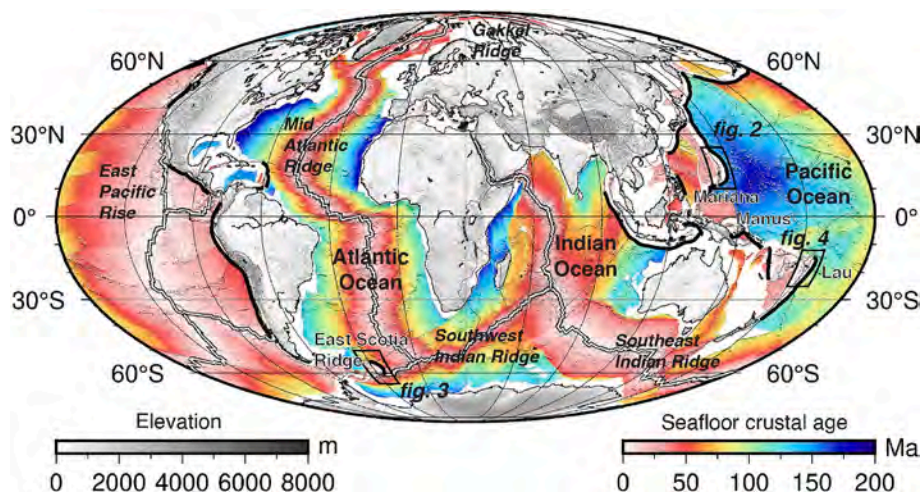 Gakkel
Ridge
60°N
60°N
30°N
fig. 2
30°N
Mid
Atlantic
Ridge
East
Pacific
Rise
Pacific
Ocean
Mariana
0°
Manus
0°
fig. 4
Atlantic
Ocean
Indian
Ocean
Lau
30°S
30°S
East Scotia
Ridge
Southwest
Indian Ridge
Southeast
Indian Ridge
60°S
60°S
fig. 3
Elevation
m
0 2000 4000 6000 8000
Seafloor crustal age
Ma
0 50 100 150 200